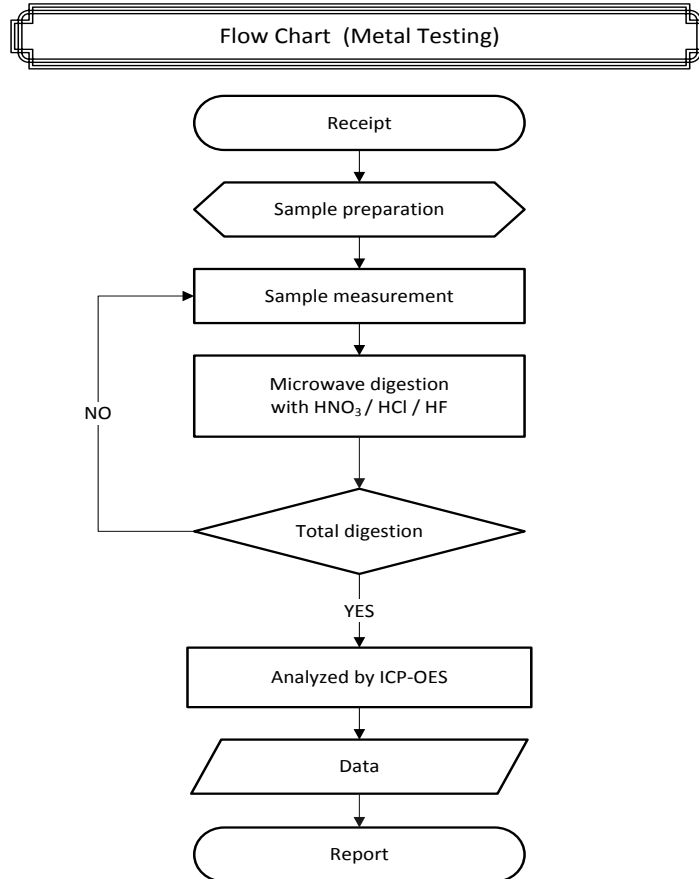 Flow Chart  (Metal Testing)
Receipt
Sample preparation
Sample measurement
Microwave digestion
with HNO₃ / HCl / HF
NO
Total digestion
YES
Analyzed by ICP-OES
Data
Report